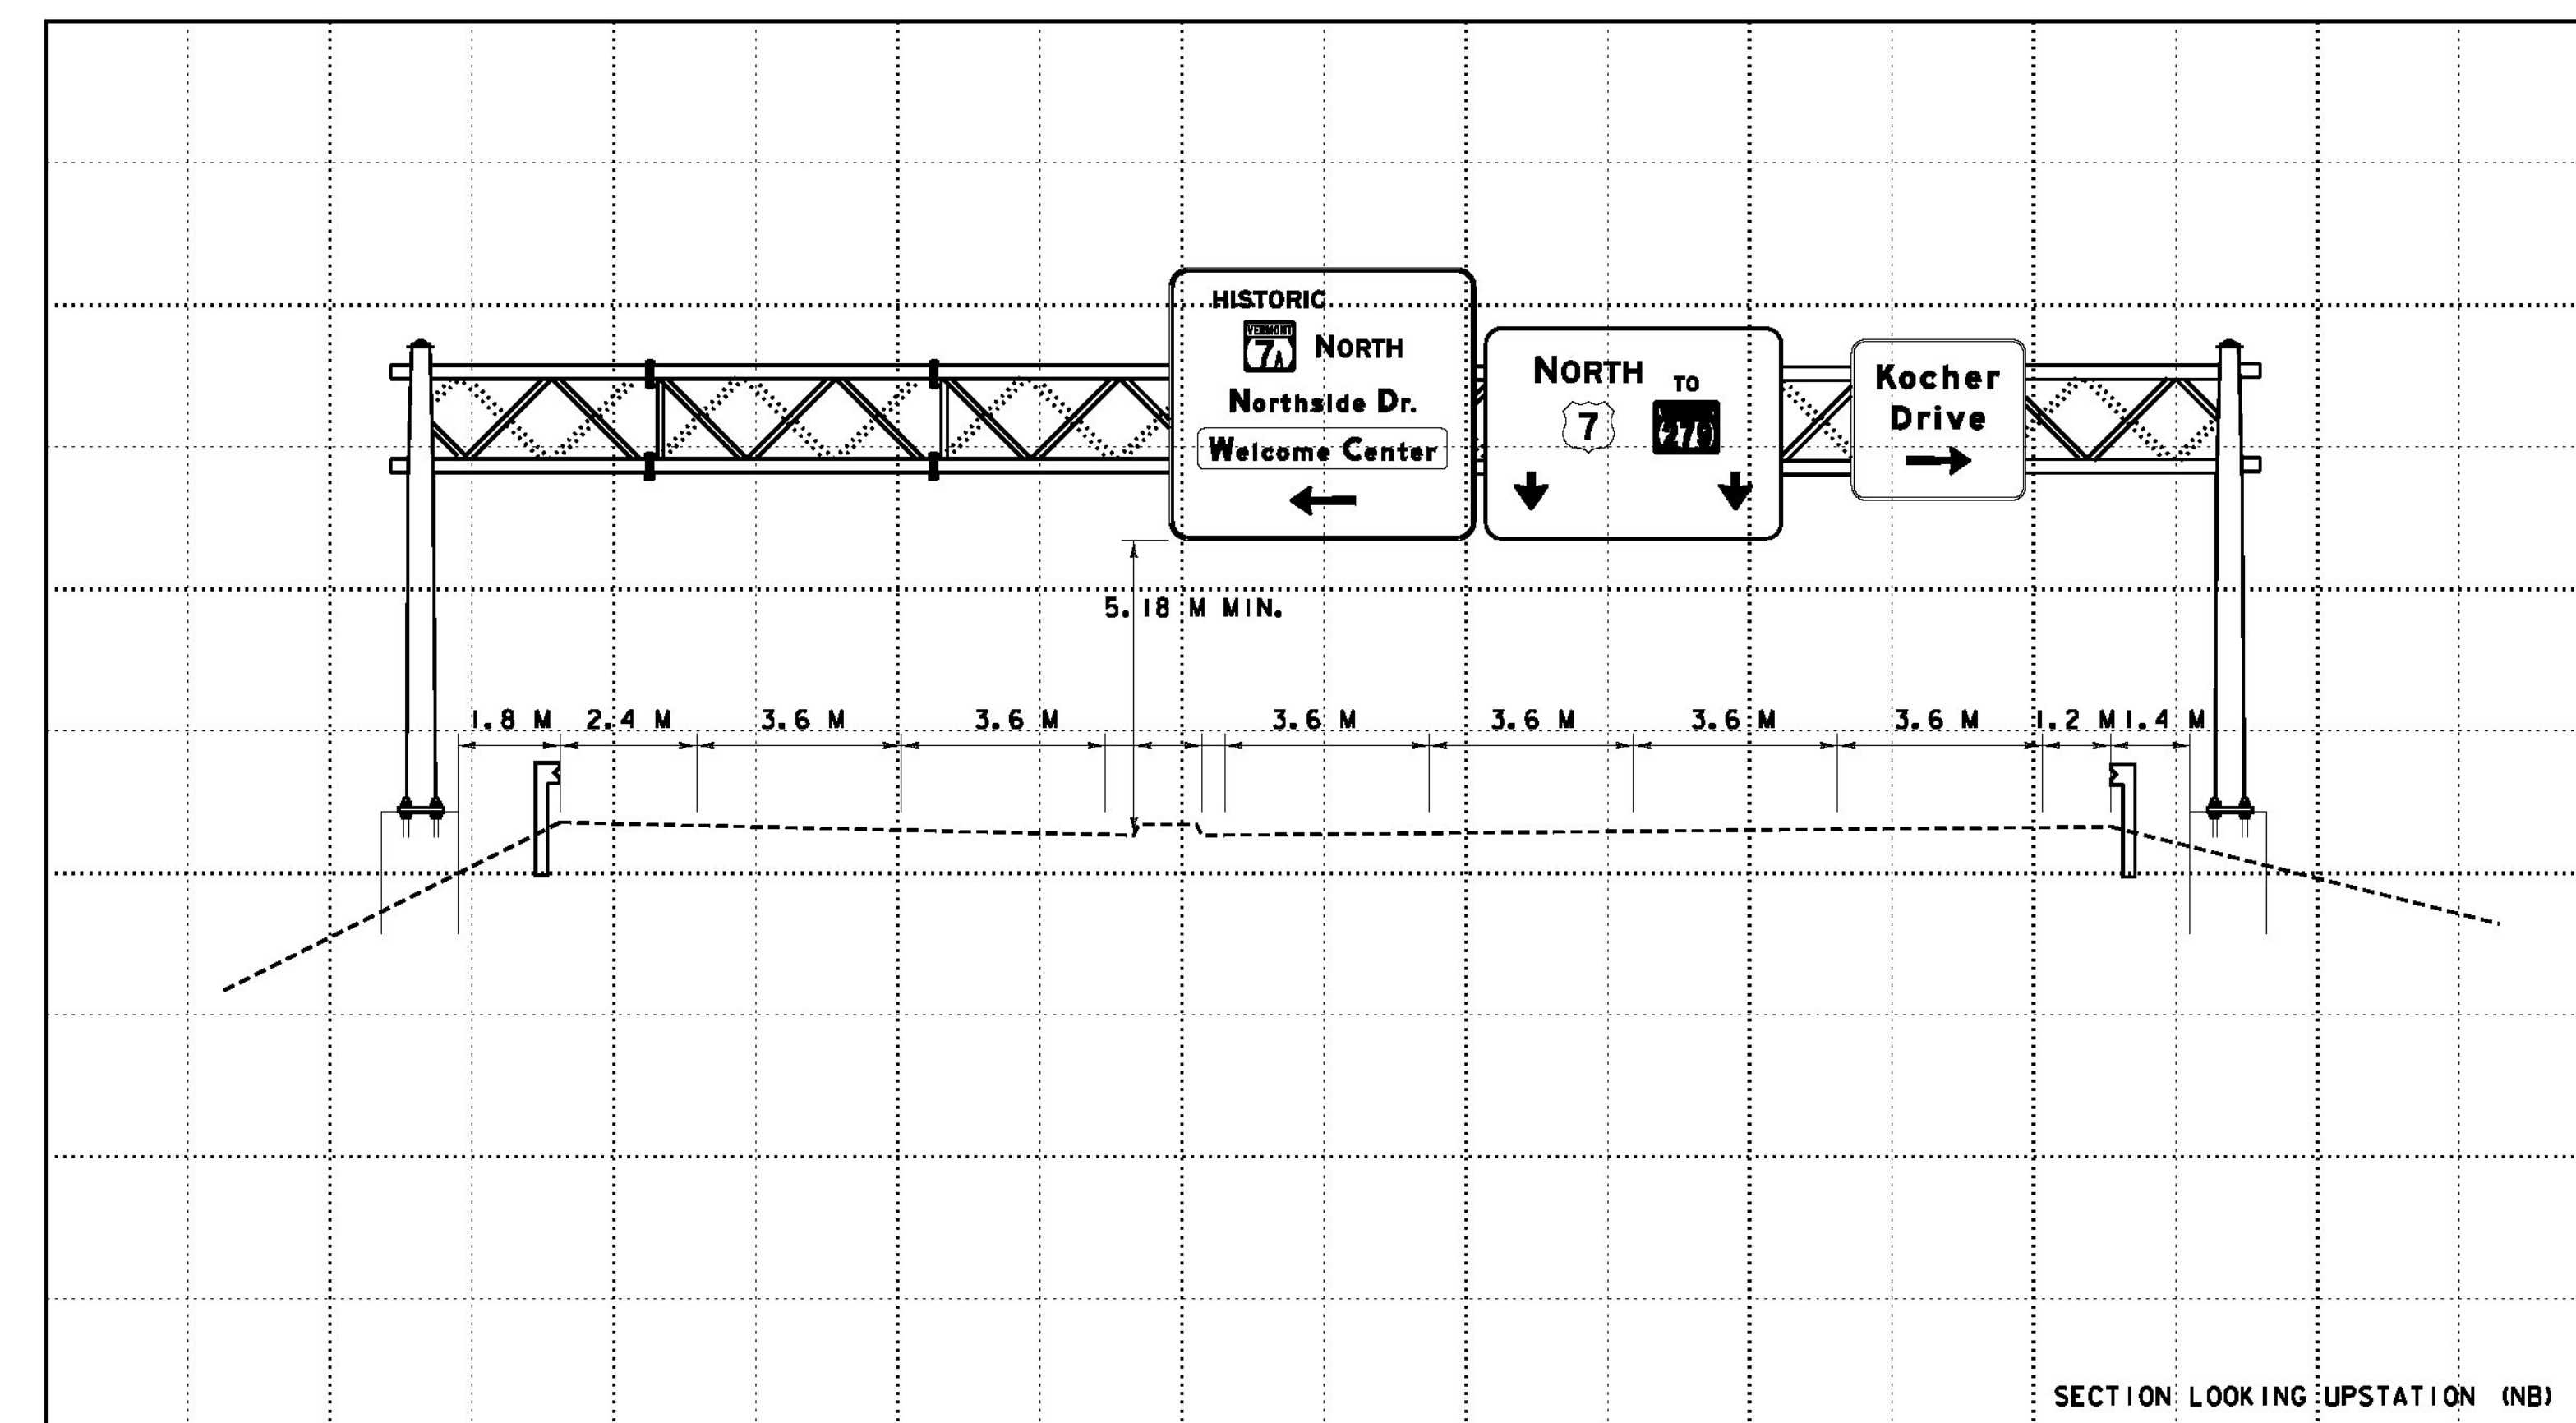 HISTORIC
VERMONT
7A NORTH
Northside Dr.
Welcome Center
NORTH TO
7 279
Kocher
Drive
5.18 M MIN.
1.8 M 2.4 M 3.6 M 3.6 M 3.6 M 3.6 M 3.6 M 3.6 M 1.2 M 1.4 M
SECTION LOOKING UPSTATION (NB)